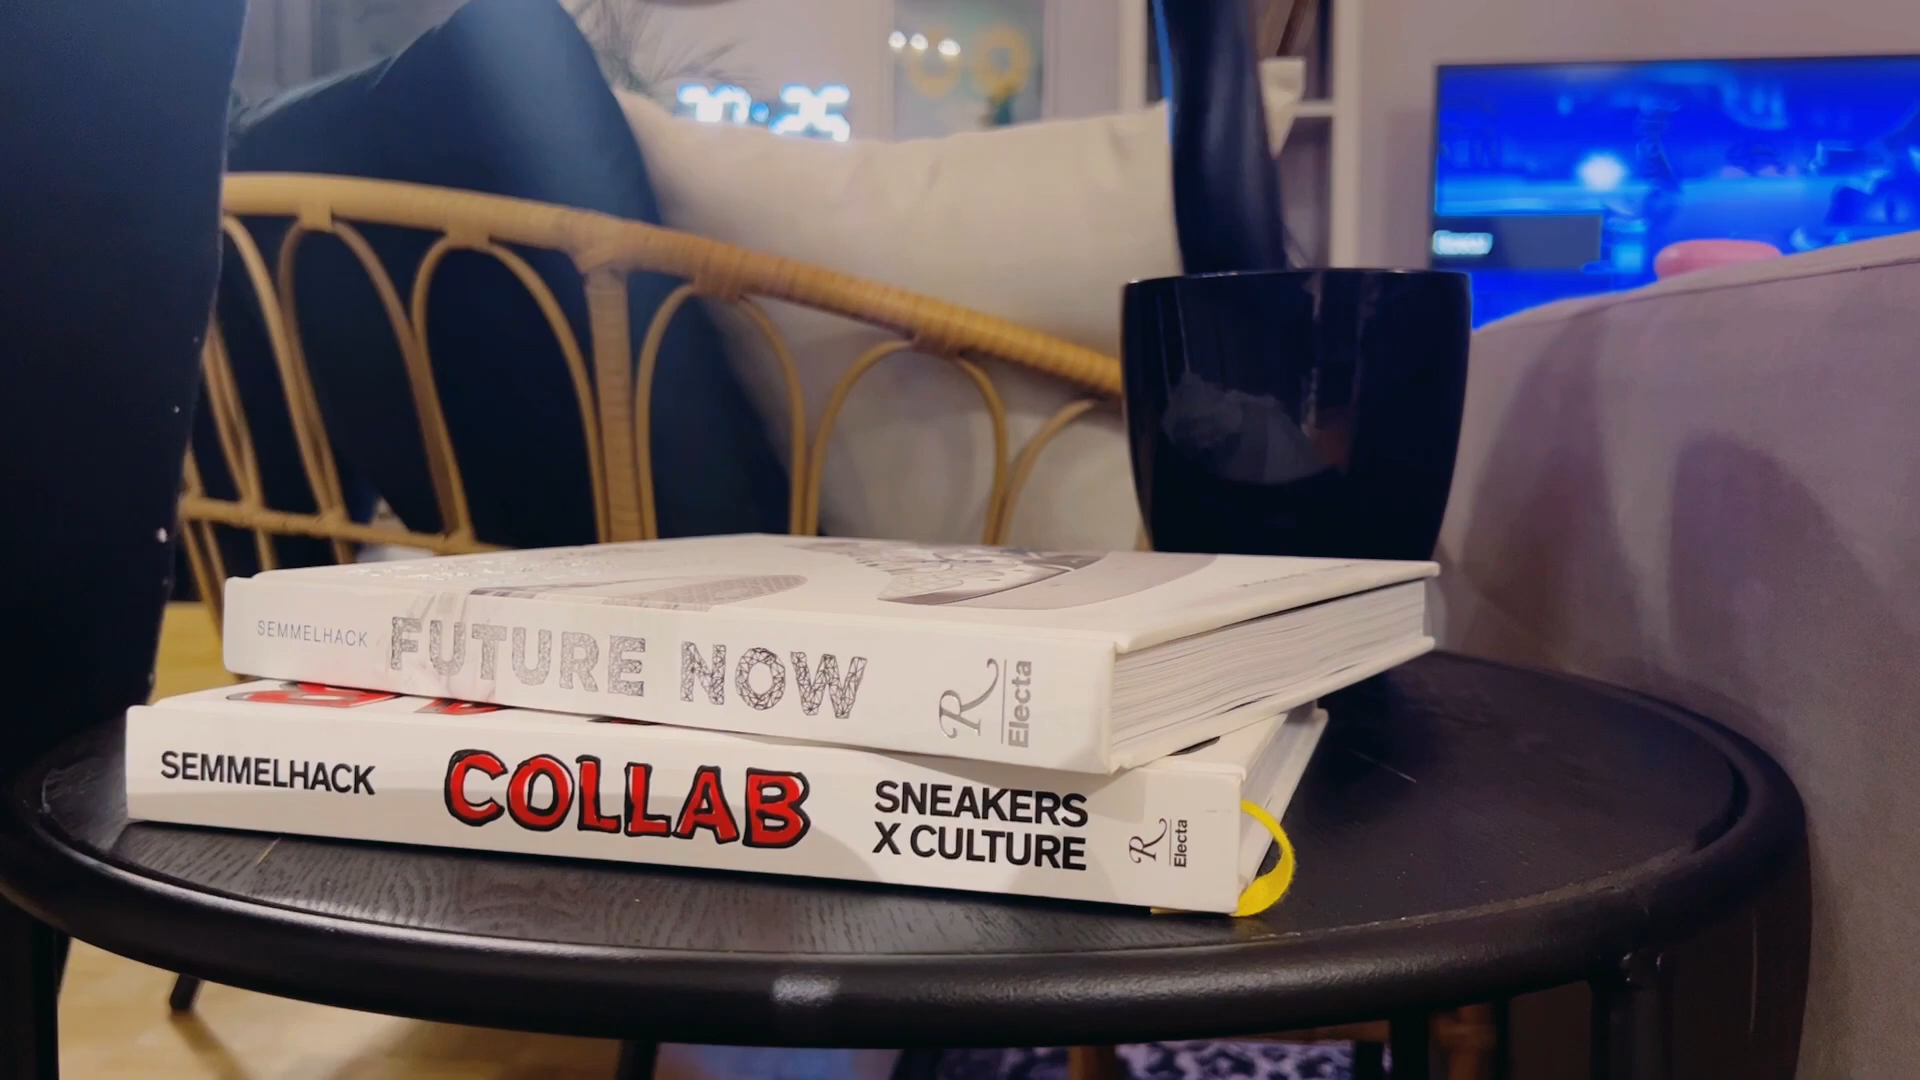 SEMMELHACK FUTURE NOW R Electa
SEMMELHACK COLLAB SNEAKERS
X CULTURE R Electa